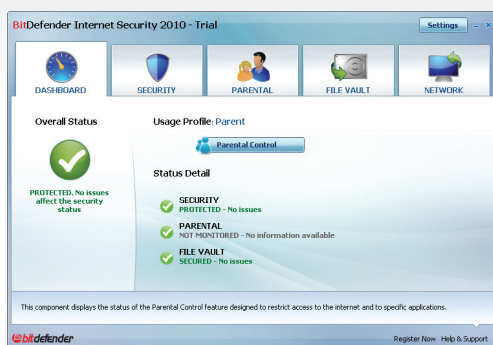 BitDefender Internet Security 2010 - Trial
Settings
DASHBOARD
SECURITY
PARENTAL
FILE VAULT
NETWORK
Overall Status
PROTECTED. No issues
affect the security
status
Usage Profile: Parent
Parental Control
Status Detail
SECURITY
PROTECTED - No issues
PARENTAL
NOT MONITORED - No information available
FILE VAULT
SECURED - No issues
This component displays the status of the Parental Control feature designed to restrict access to the internet and to specific applications.
bitdefender
Register Now Help & Support